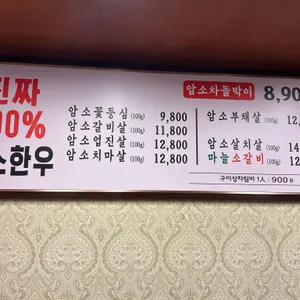 진짜
00%
한우
암소꽃등심 (100g) 9,800
암소갈비살 (100g) 11,800
암소업진살 (100g) 12,800
암소치마살 (100g) 12,800
암소차돌박이 8,90
암소부채살 (100g) 12,
암소살치살 (100g) 14
마늘소갈비 (100g) 12
구이상차림비 1人 : 900원